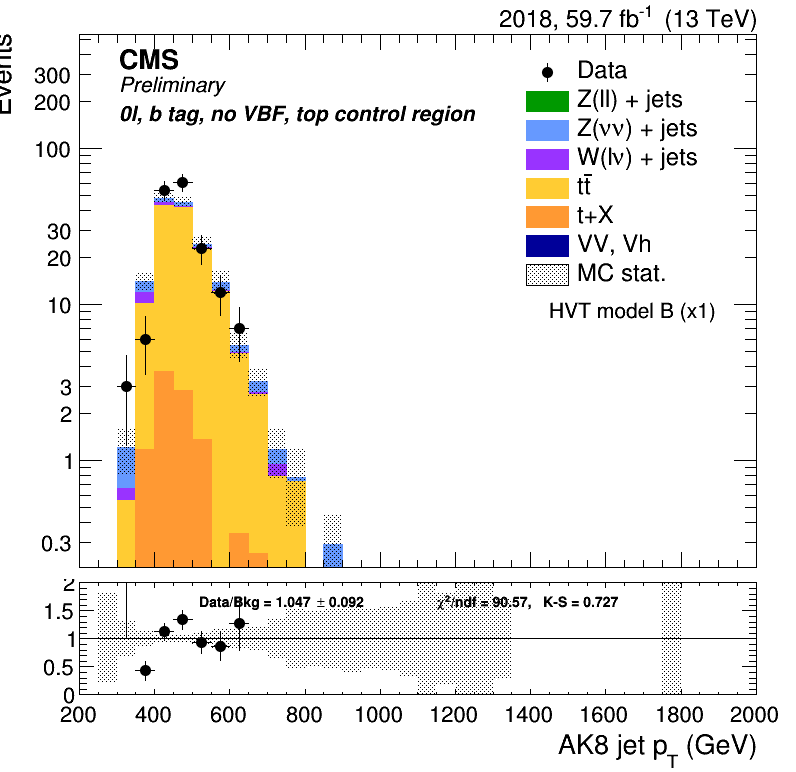 2018, 59.7 fb⁻¹ (13 TeV)
Events
CMS
Preliminary
0l, b tag, no VBF, top control region
Data
Z(ll) + jets
Z(νν) + jets
W(lν) + jets
tt̄
t+X
VV, Vh
MC stat.
HVT model B (x1)
300
200
100
30
20
10
3
2
1
0.3
Data/Bkg = 1.047 ± 0.092
χ²/ndf = 90.57, K-S = 0.727
2
1.5
1
0.5
0
200 400 600 800 1000 1200 1400 1600 1800 2000
AK8 jet p_T (GeV)